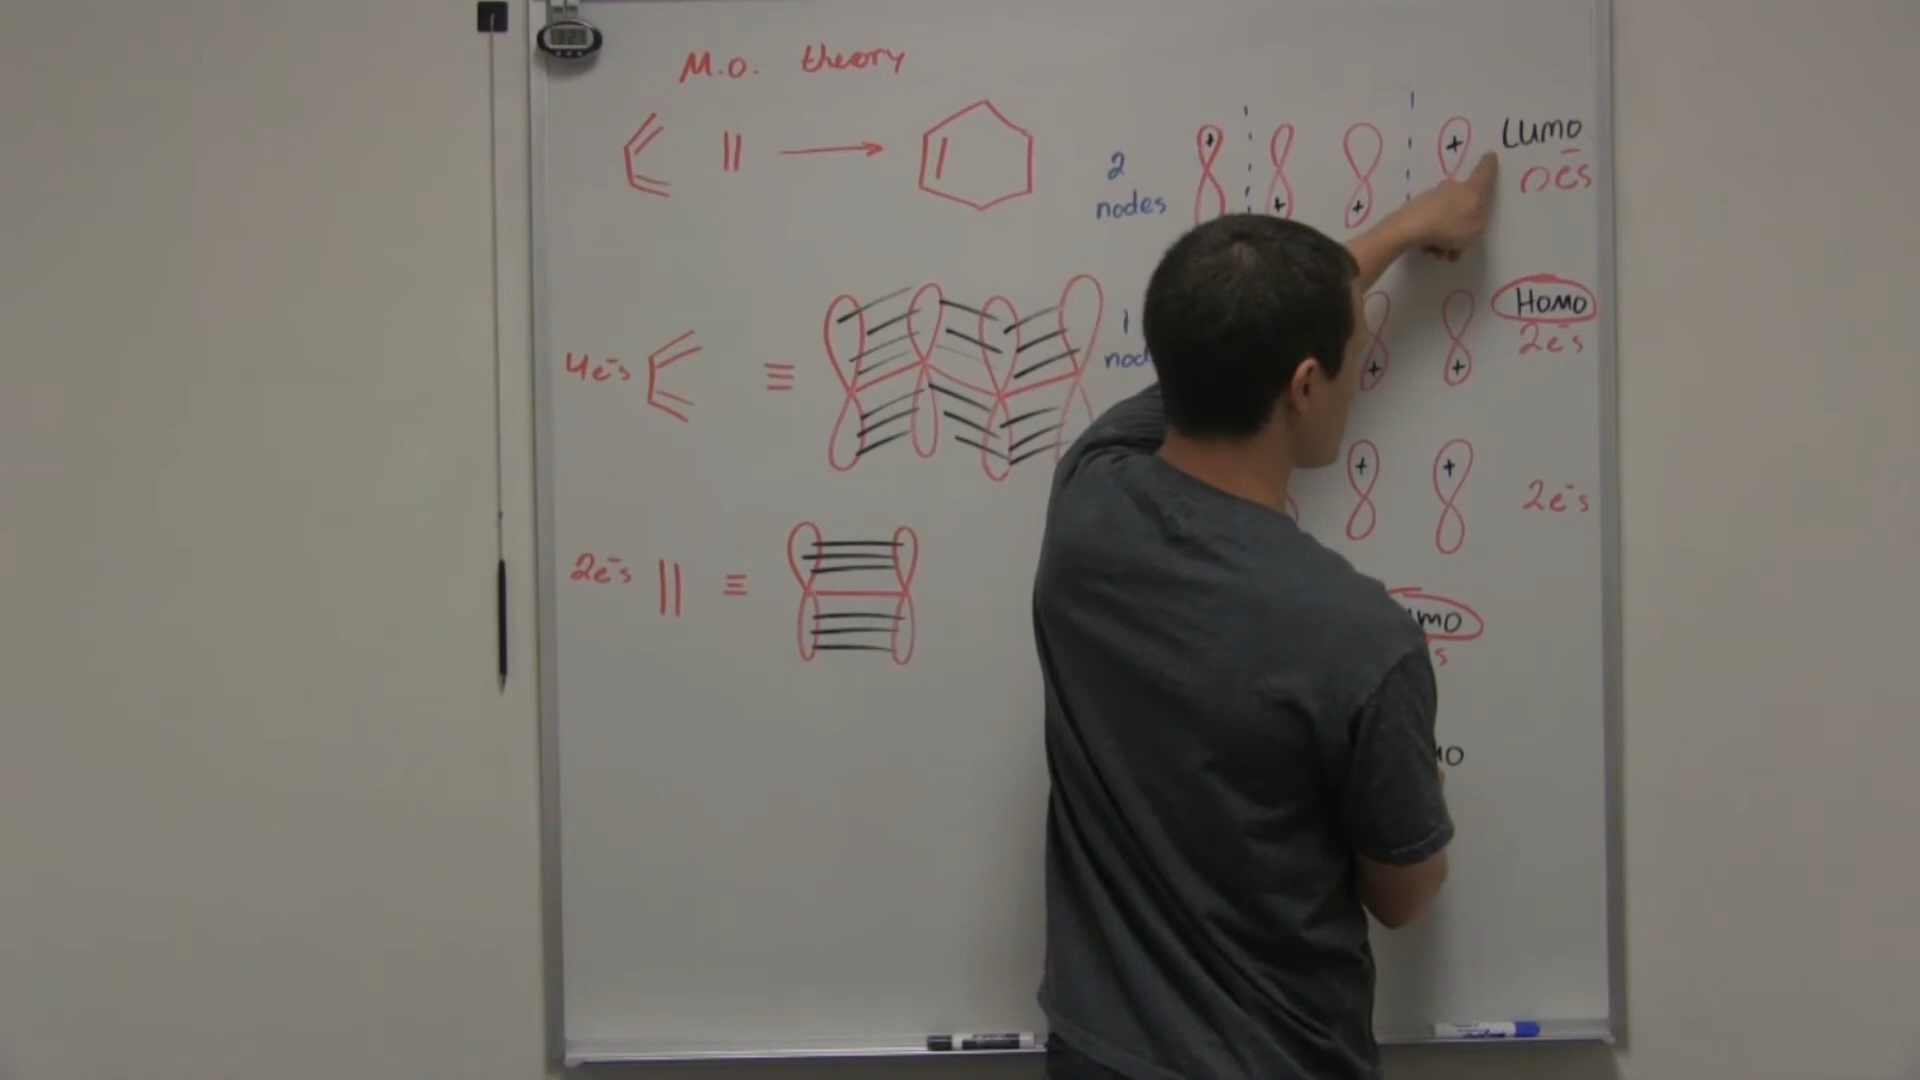 M.O. theory
2
nodes
+ + + +
LUMO
0e⁻s
4e⁻s
≡
1
+ +
HOMO
2e⁻s
+ +
2e⁻s
2e⁻s
≡